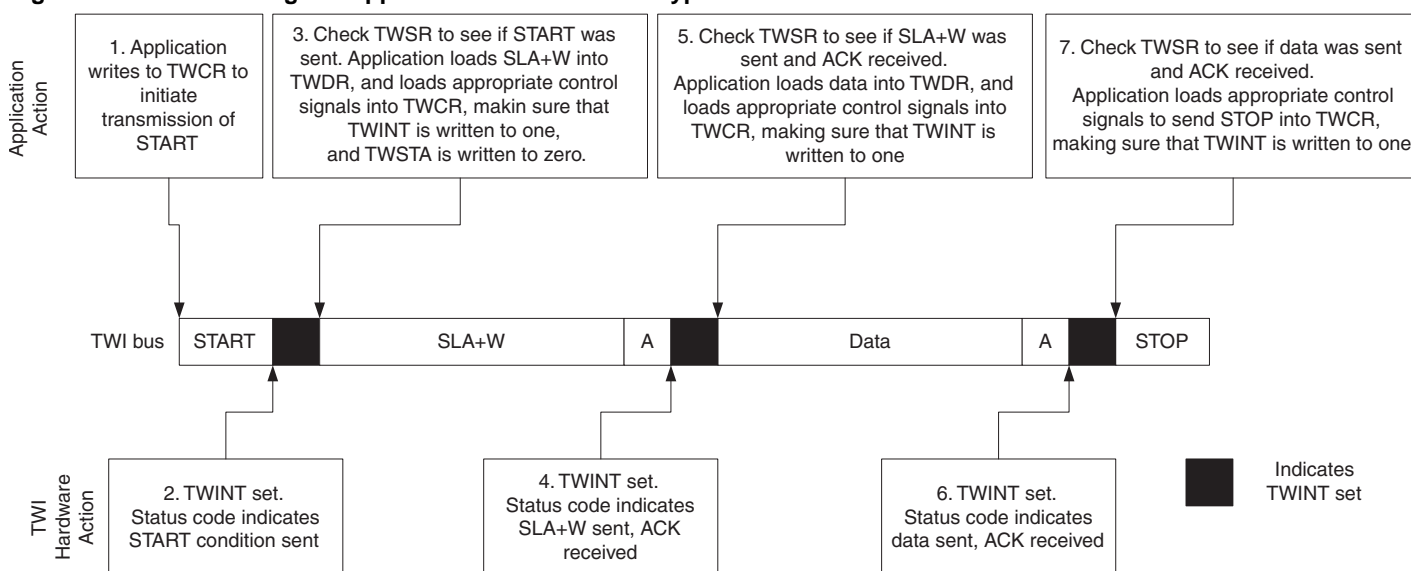 1. Application
writes to TWCR to
initiate
transmission of
START
3. Check TWSR to see if START was
sent. Application loads SLA+W into
TWDR, and loads appropriate control
signals into TWCR, makin sure that
TWINT is written to one,
and TWSTA is written to zero.
5. Check TWSR to see if SLA+W was
sent and ACK received.
Application loads data into TWDR, and
loads appropriate control signals into
TWCR, making sure that TWINT is
written to one
7. Check TWSR to see if data was sent
and ACK received.
Application loads appropriate control
signals to send STOP into TWCR,
making sure that TWINT is written to one
Application
Action
TWI bus
START
SLA+W
A
Data
A
STOP
TWI
Hardware
Action
2. TWINT set.
Status code indicates
START condition sent
4. TWINT set.
Status code indicates
SLA+W sent, ACK
received
6. TWINT set.
Status code indicates
data sent, ACK received
Indicates
TWINT set